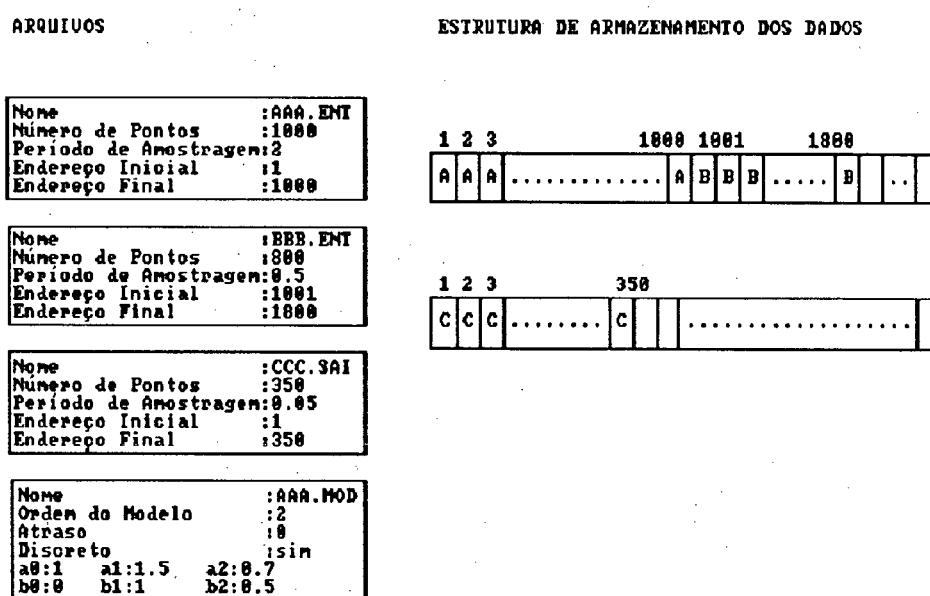 ARQUIVOS
ESTRUTURA DE ARMAZENAMENTO DOS DADOS
Nome :AAA.ENT
Número de Pontos :1000
Período de Amostragem:2
Endereço Inicial :1
Endereço Final :1000
1 2 3 1000 1001 1800
A A A ............. A B B B ..... B ..
Nome :BBB.ENT
Número de Pontos :800
Período de Amostragem:0.5
Endereço Inicial :1001
Endereço Final :1800
1 2 3 350
C C C ........ C ...................
Nome :CCC.SAI
Número de Pontos :350
Período de Amostragem:0.05
Endereço Inicial :1
Endereço Final :350
Nome :AAA.MOD
Ordem do Modelo :2
Atraso :0
Discreto :sim
a0:1 a1:1.5 a2:0.7
b0:0 b1:1 b2:0.5